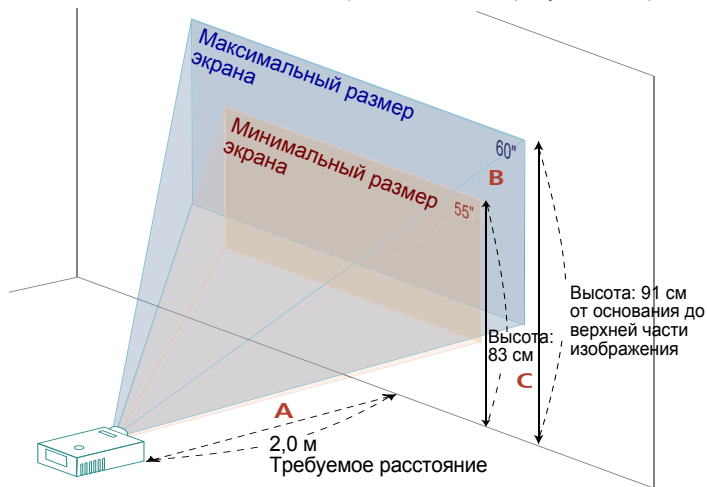 Максимальный размер
экрана
60"
Минимальный размер
экрана
B
55"
Высота: 91 см
от основания до
верхней части
изображения
Высота:
83 см
C
A
2,0 м
Требуемое расстояние